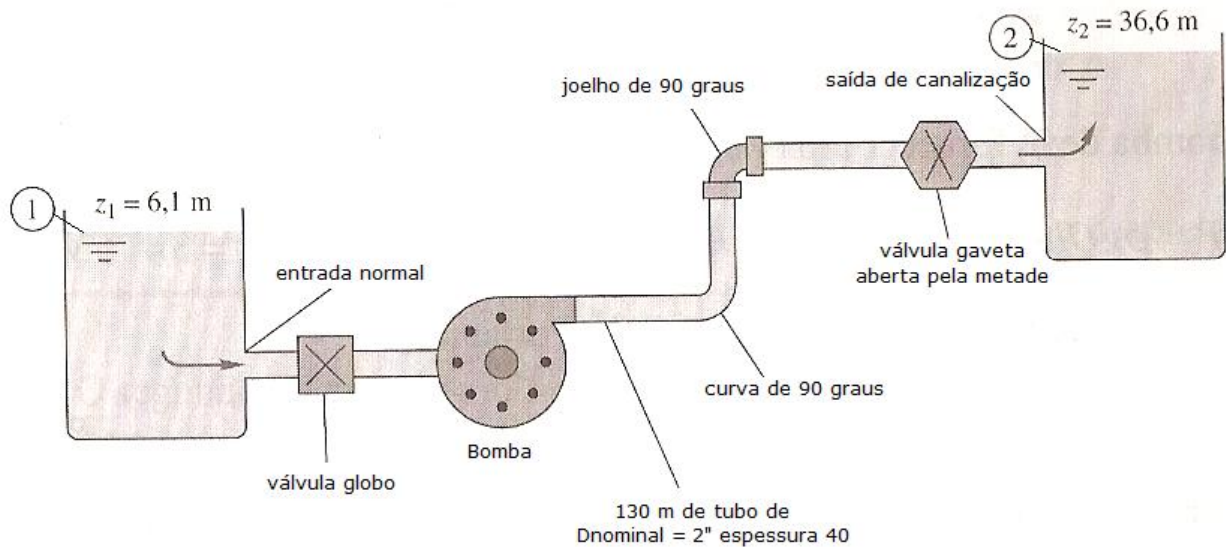 2
z₂ = 36,6 m
joelho de 90 graus
saída de canalização
1
z₁ = 6,1 m
entrada normal
válvula gaveta
aberta pela metade
curva de 90 graus
Bomba
válvula globo
130 m de tubo de
Dnominal = 2" espessura 40